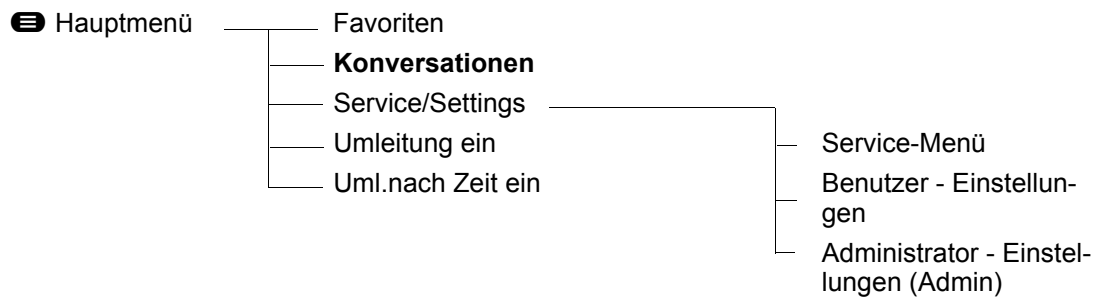 Hauptmenü
Favoriten
Konversationen
Service/Settings
Umleitung ein
Uml.nach Zeit ein
Service-Menü
Benutzer - Einstellun-
gen
Administrator - Einstel-
lungen (Admin)